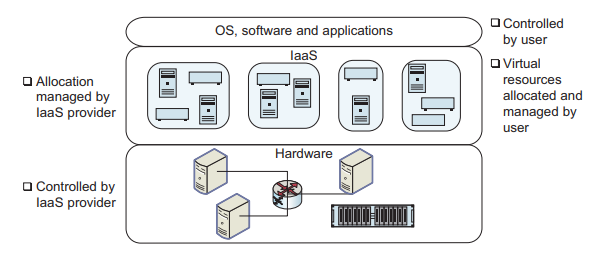 OS, software and applications
❑ Controlled
by user
IaaS
❑ Virtual
resources
allocated and
managed by
user
❑ Allocation
managed by
IaaS provider
Hardware
❑ Controlled by
IaaS provider